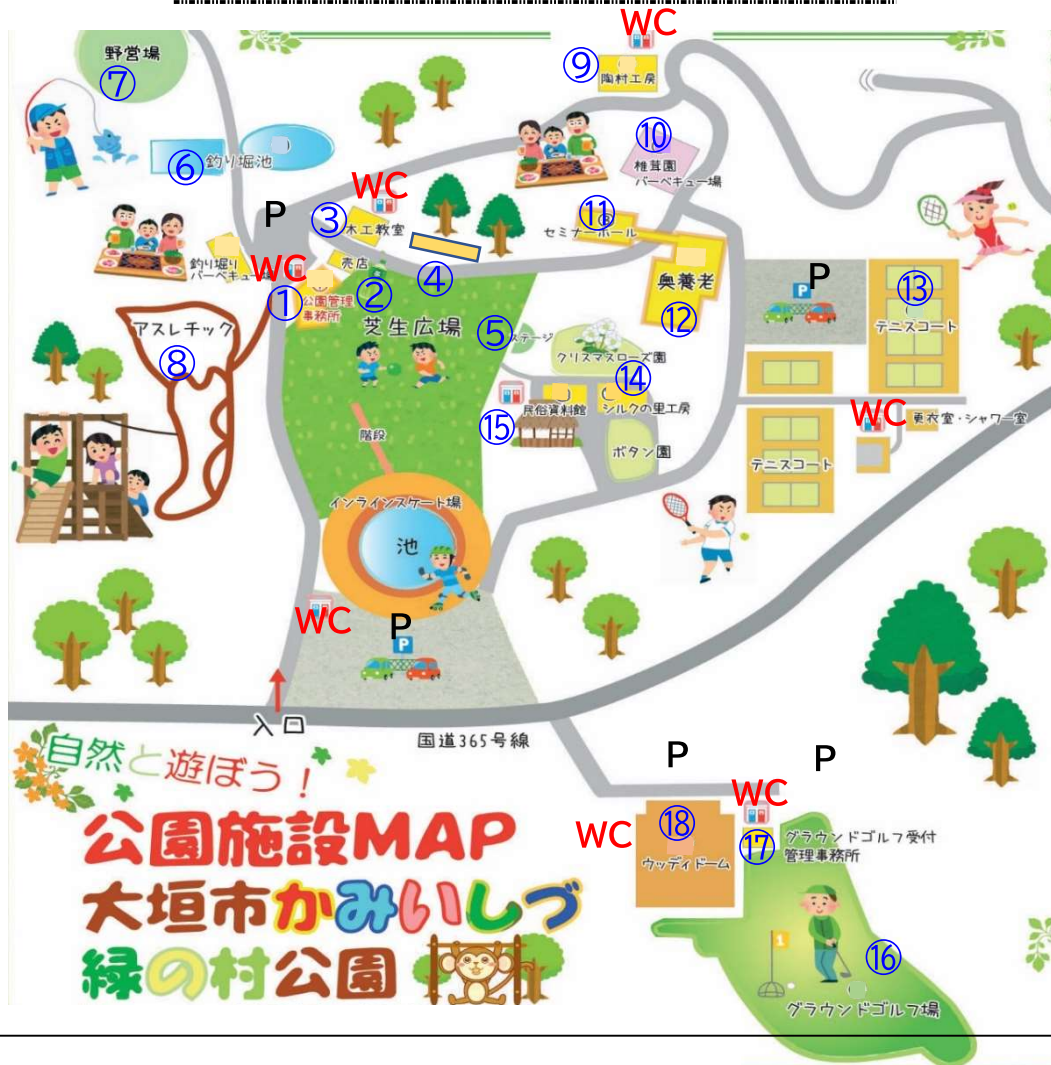 WC
野営場
⑦
⑨
陶村工房
⑥
釣り堀池
⑩
椎茸園
バーベキュー場
WC
P
③
木工教室
⑪
セミナーホール
④
釣り堀り
バーベキュー場
WC
売店
①
公園管理
事務所
②
芝生広場
奥養老
⑫
P
P
⑬
テニスコート
アスレチック
⑧
⑤
ステージ
クリスマスローズ園
⑭
民俗資料館
シルクの里工房
⑮
WC
更衣室・シャワー室
階段
ボタン園
テニスコート
インラインスケート場
池
WC
P
P
入口
国道365号線
自然と遊ぼう!
P
P
WC
公園施設MAP
大垣市かみいしづ
緑の村公園
WC
⑱
ウッディドーム
⑰
グラウンドゴルフ受付
管理事務所
1
⑯
グラウンドゴルフ場